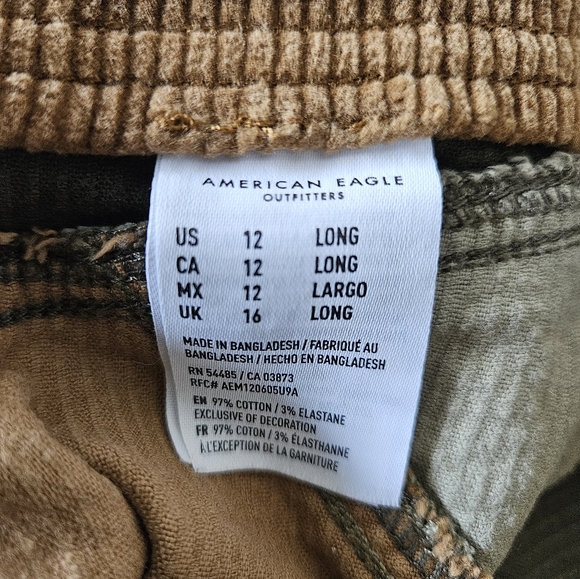 AMERICAN EAGLE
OUTFITTERS
US 12 LONG
CA 12 LONG
MX 12 LARGO
UK 16 LONG
MADE IN BANGLADESH / FABRIQUÉ AU
BANGLADESH / HECHO EN BANGLADESH
RN 54485 / CA 03873
RFC# AEM120605U9A
EN 97% COTTON / 3% ELASTANE
EXCLUSIVE OF DECORATION
FR 97% COTON / 3% ÉLASTHANNE
À L'EXCEPTION DE LA GARNITURE